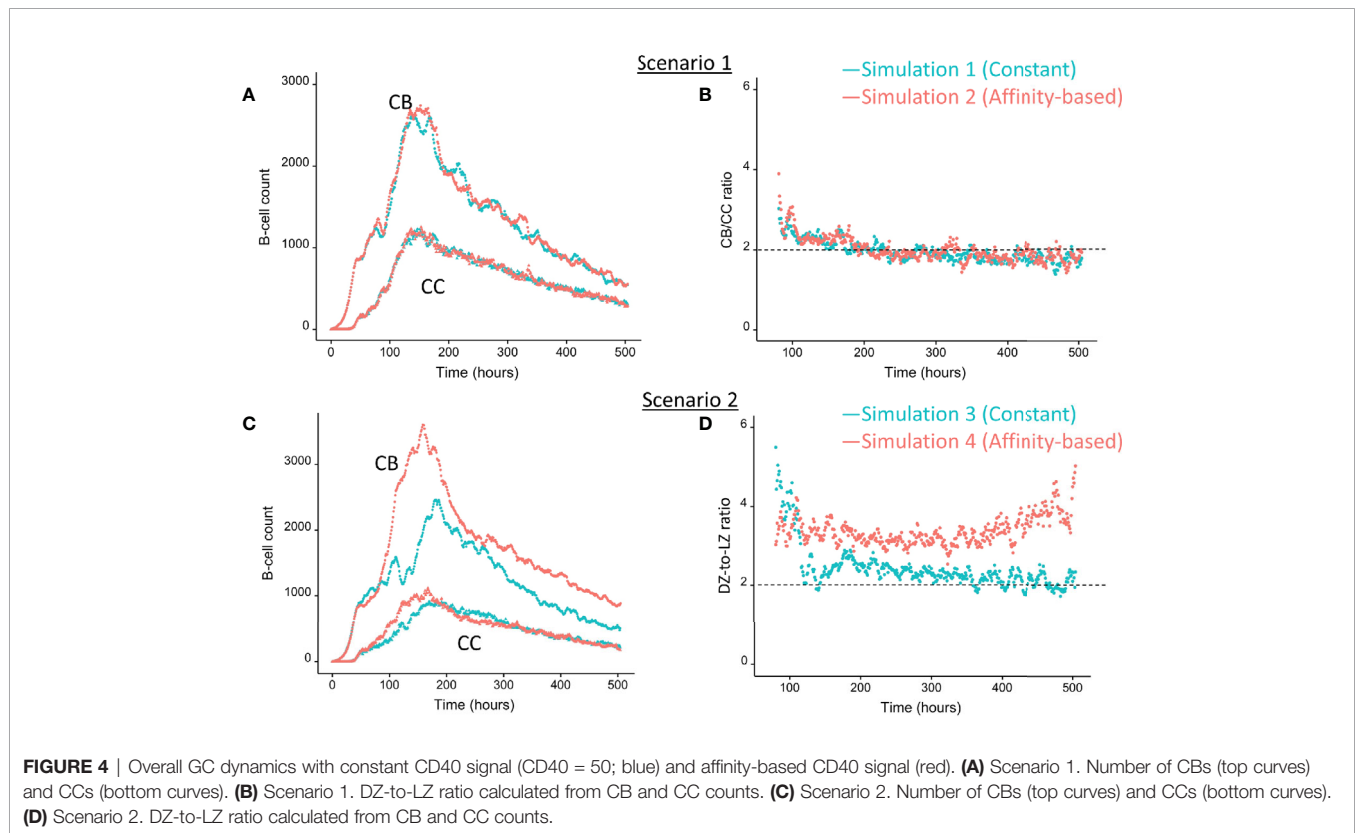 Scenario 1
—Simulation 1 (Constant)
—Simulation 2 (Affinity-based)
A
3000
2000
1000
0
B-cell count
CB
CC
0 100 200 300 400 500
Time (hours)
B
6
4
2
0
CB/CC ratio
100 200 300 400 500
Time (hours)
Scenario 2
—Simulation 3 (Constant)
—Simulation 4 (Affinity-based)
C
3000
2000
1000
0
B-cell count
CB
CC
0 100 200 300 400 500
Time (hours)
D
6
4
2
0
DZ-to-LZ ratio
100 200 300 400 500
Time (hours)
FIGURE 4 | Overall GC dynamics with constant CD40 signal (CD40 = 50; blue) and affinity-based CD40 signal (red). (A) Scenario 1. Number of CBs (top curves)
and CCs (bottom curves). (B) Scenario 1. DZ-to-LZ ratio calculated from CB and CC counts. (C) Scenario 2. Number of CBs (top curves) and CCs (bottom curves).
(D) Scenario 2. DZ-to-LZ ratio calculated from CB and CC counts.